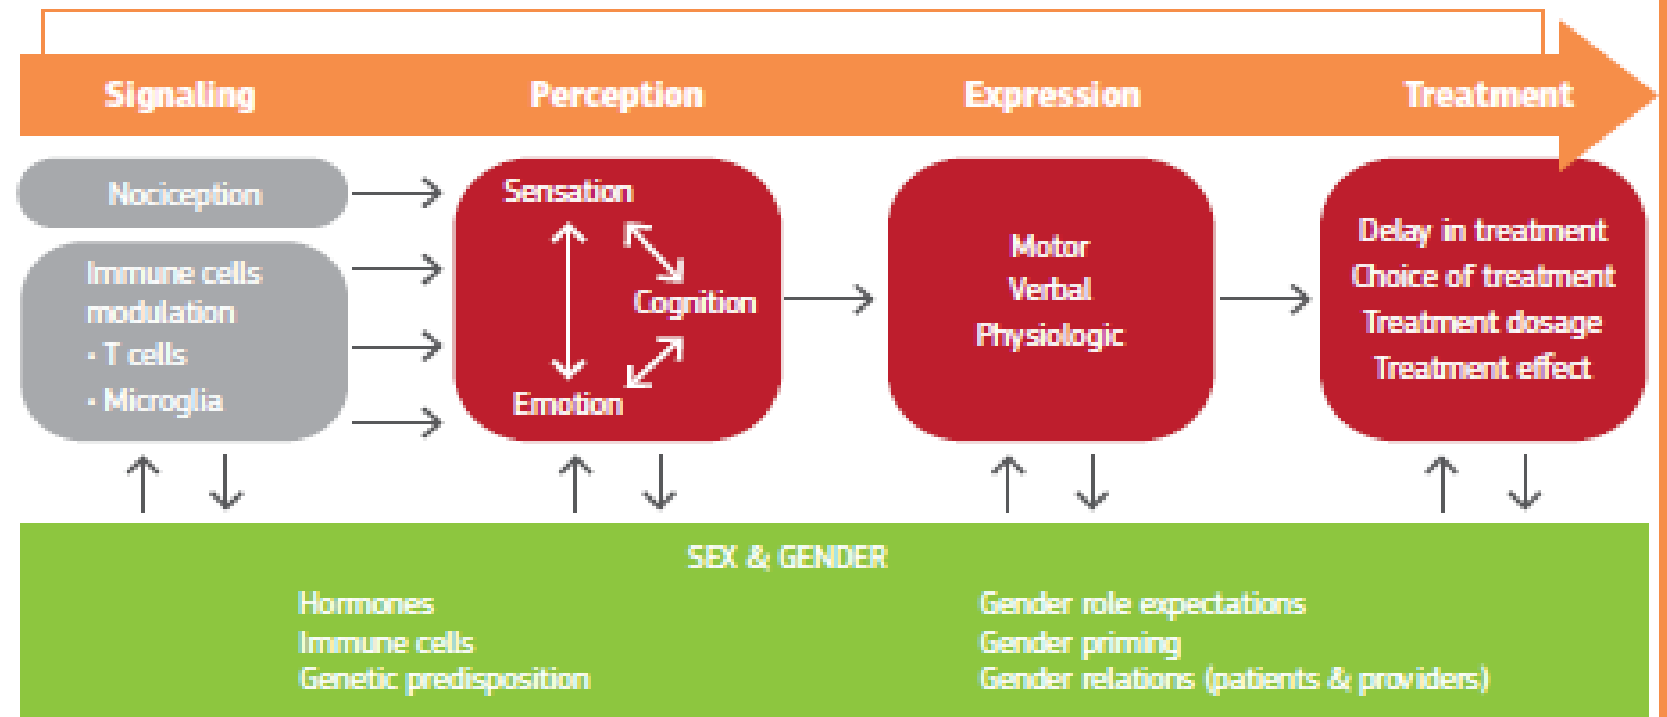 Signaling
Perception
Expression
Treatment
Nociception
Immune cells
modulation
· T cells
· Microglia
Sensation
Cognition
Emotion
Motor
Verbal
Physiologic
Delay in treatment
Choice of treatment
Treatment dosage
Treatment effect
SEX & GENDER
Hormones
Immune cells
Genetic predisposition
Gender role expectations
Gender priming
Gender relations (patients & providers)